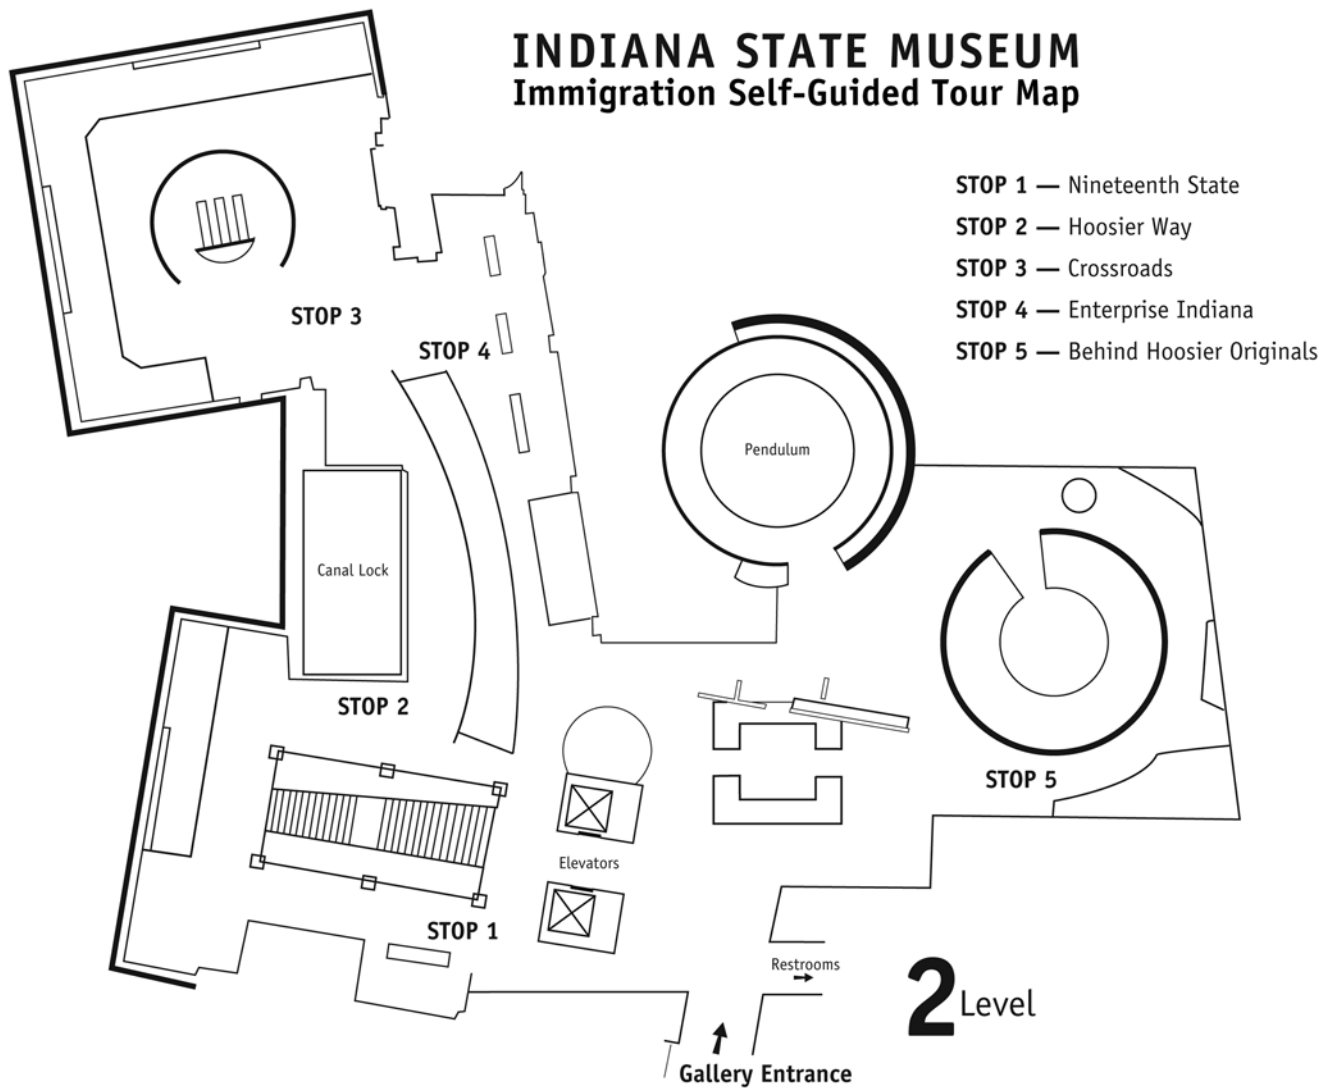 INDIANA STATE MUSEUM
Immigration Self-Guided Tour Map
STOP 1 — Nineteenth State
STOP 2 — Hoosier Way
STOP 3 — Crossroads
STOP 4 — Enterprise Indiana
STOP 5 — Behind Hoosier Originals
STOP 3
STOP 4
Pendulum
Canal Lock
STOP 2
STOP 5
Elevators
STOP 1
Restrooms
2 Level
Gallery Entrance